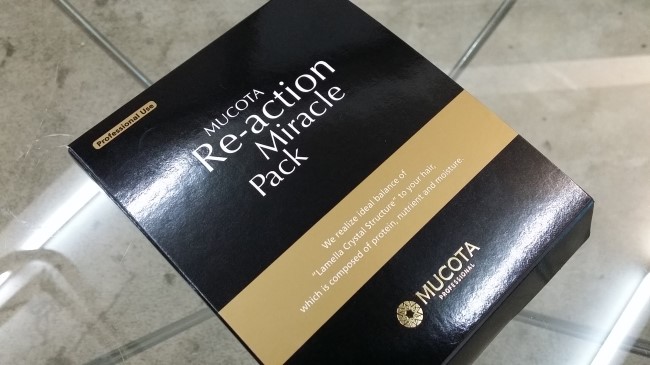 Professional Use
MUCOTA
Re-action
Miracle
Pack
We realize ideal balance of
"Lamella Crystal Structure" to your hair,
which is composed of protein, nutrient and moisture.
MUCOTA
PROFESSIONAL